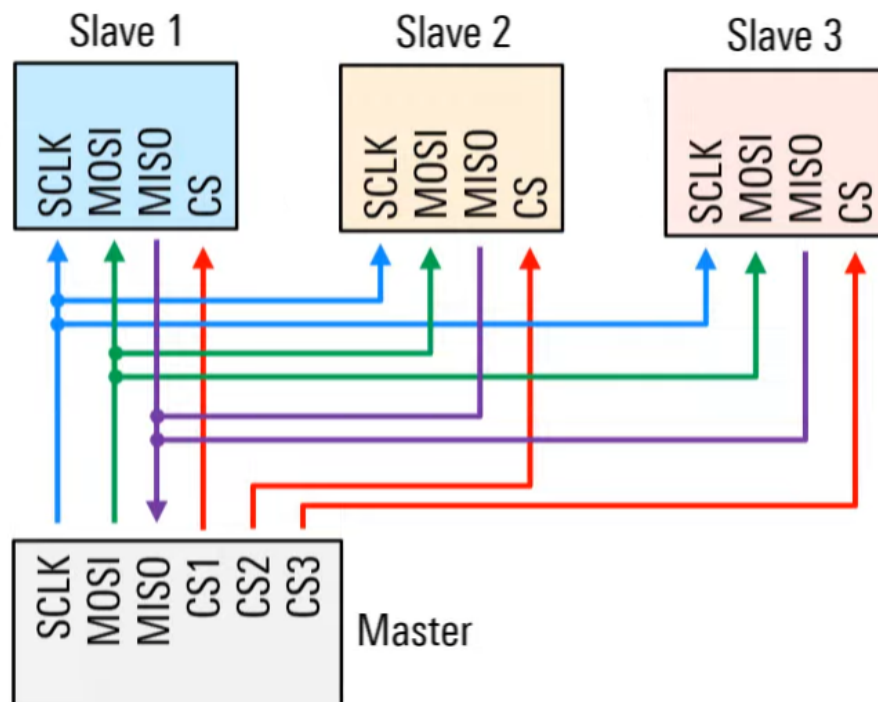 Slave 1
Slave 2
Slave 3
SCLK
MOSI
MISO
CS
SCLK
MOSI
MISO
CS
SCLK
MOSI
MISO
CS
SCLK
MOSI
MISO
CS1
CS2
CS3
Master